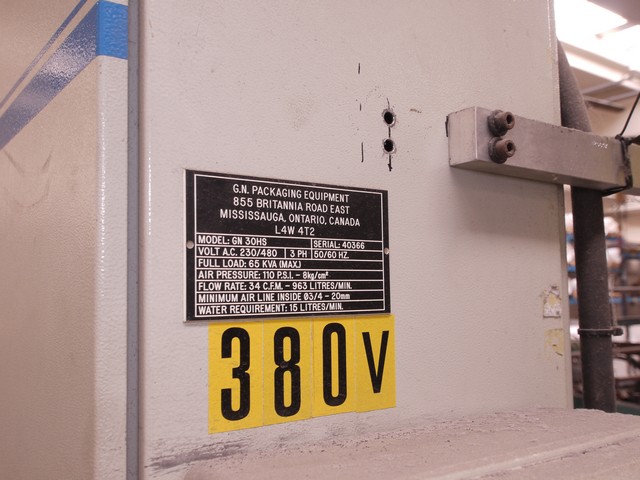 G.N. PACKAGING EQUIPMENT
855 BRITANNIA ROAD EAST
MISSISSAUGA, ONTARIO, CANADA
L4W 4T2
MODEL: GN 30HS SERIAL: 40366
VOLT A.C. 230/480 3 PH 50/60 HZ.
FULL LOAD: 65 KVA (MAX.)
AIR PRESSURE: 110 P.S.I. - 8kg/cm²
FLOW RATE: 34 C.F.M. - 963 LITRES/MIN.
MINIMUM AIR LINE INSIDE Ø3/4 - 20mm
WATER REQUIREMENT: 15 LITRES/MIN.
380V